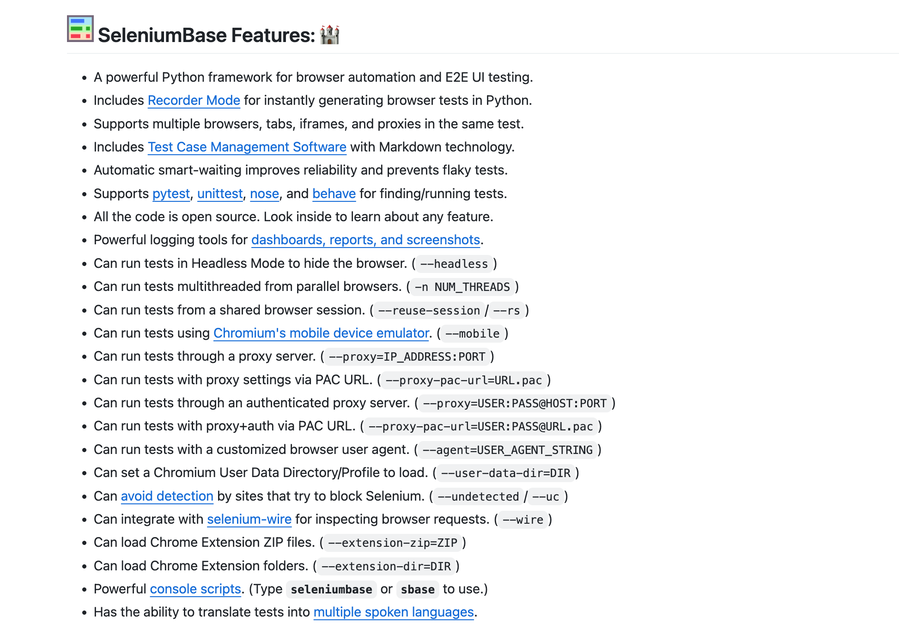 SeleniumBase Features: 🏰
• A powerful Python framework for browser automation and E2E UI testing.
• Includes Recorder Mode for instantly generating browser tests in Python.
• Supports multiple browsers, tabs, iframes, and proxies in the same test.
• Includes Test Case Management Software with Markdown technology.
• Automatic smart-waiting improves reliability and prevents flaky tests.
• Supports pytest, unittest, nose, and behave for finding/running tests.
• All the code is open source. Look inside to learn about any feature.
• Powerful logging tools for dashboards, reports, and screenshots.
• Can run tests in Headless Mode to hide the browser. ( --headless )
• Can run tests multithreaded from parallel browsers. ( -n NUM_THREADS )
• Can run tests from a shared browser session. ( --reuse-session / --rs )
• Can run tests using Chromium's mobile device emulator. ( --mobile )
• Can run tests through a proxy server. ( --proxy=IP_ADDRESS:PORT )
• Can run tests with proxy settings via PAC URL. ( --proxy-pac-url=URL.pac )
• Can run tests through an authenticated proxy server. ( --proxy=USER:PASS@HOST:PORT )
• Can run tests with proxy+auth via PAC URL. ( --proxy-pac-url=USER:PASS@URL.pac )
• Can run tests with a customized browser user agent. ( --agent=USER_AGENT_STRING )
• Can set a Chromium User Data Directory/Profile to load. ( --user-data-dir=DIR )
• Can avoid detection by sites that try to block Selenium. ( --undetected / --uc )
• Can integrate with selenium-wire for inspecting browser requests. ( --wire )
• Can load Chrome Extension ZIP files. ( --extension-zip=ZIP )
• Can load Chrome Extension folders. ( --extension-dir=DIR )
• Powerful console scripts. (Type seleniumbase or sbase to use.)
• Has the ability to translate tests into multiple spoken languages.